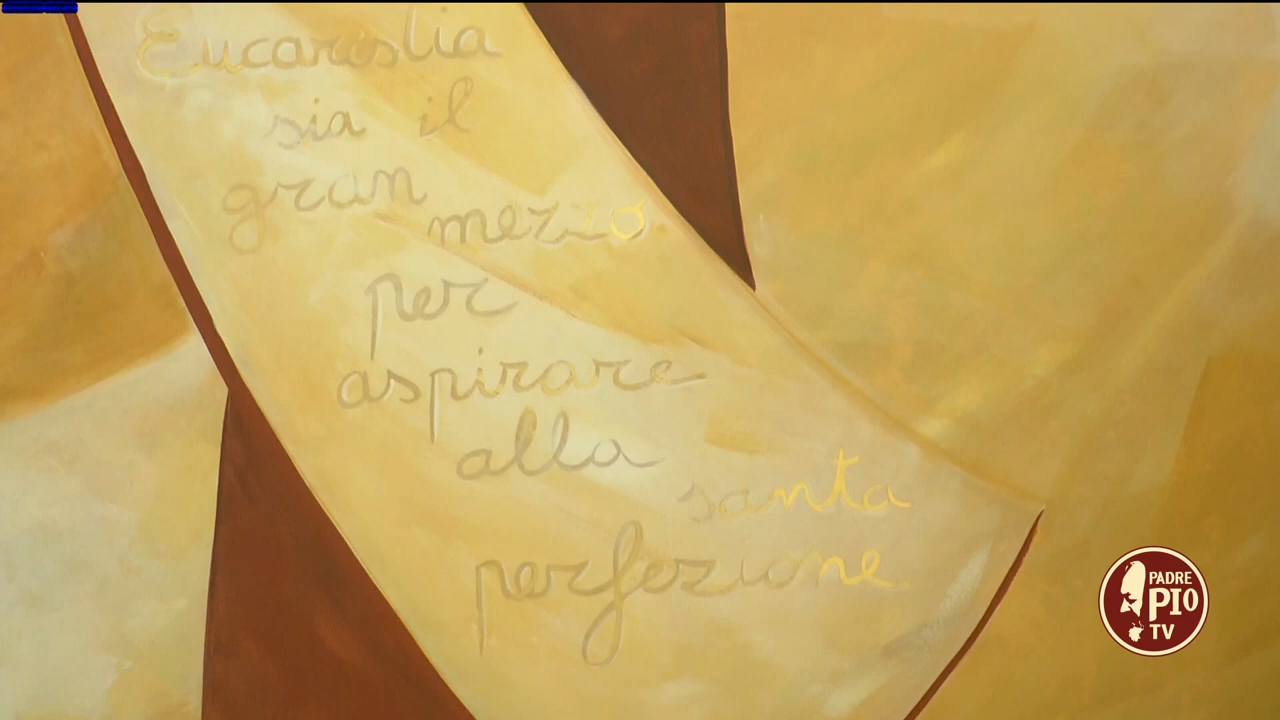 Eucaristia
sia il
gran
mezzo
per
aspirare
alla
santa
perfezione
PADRE
PIO
TV